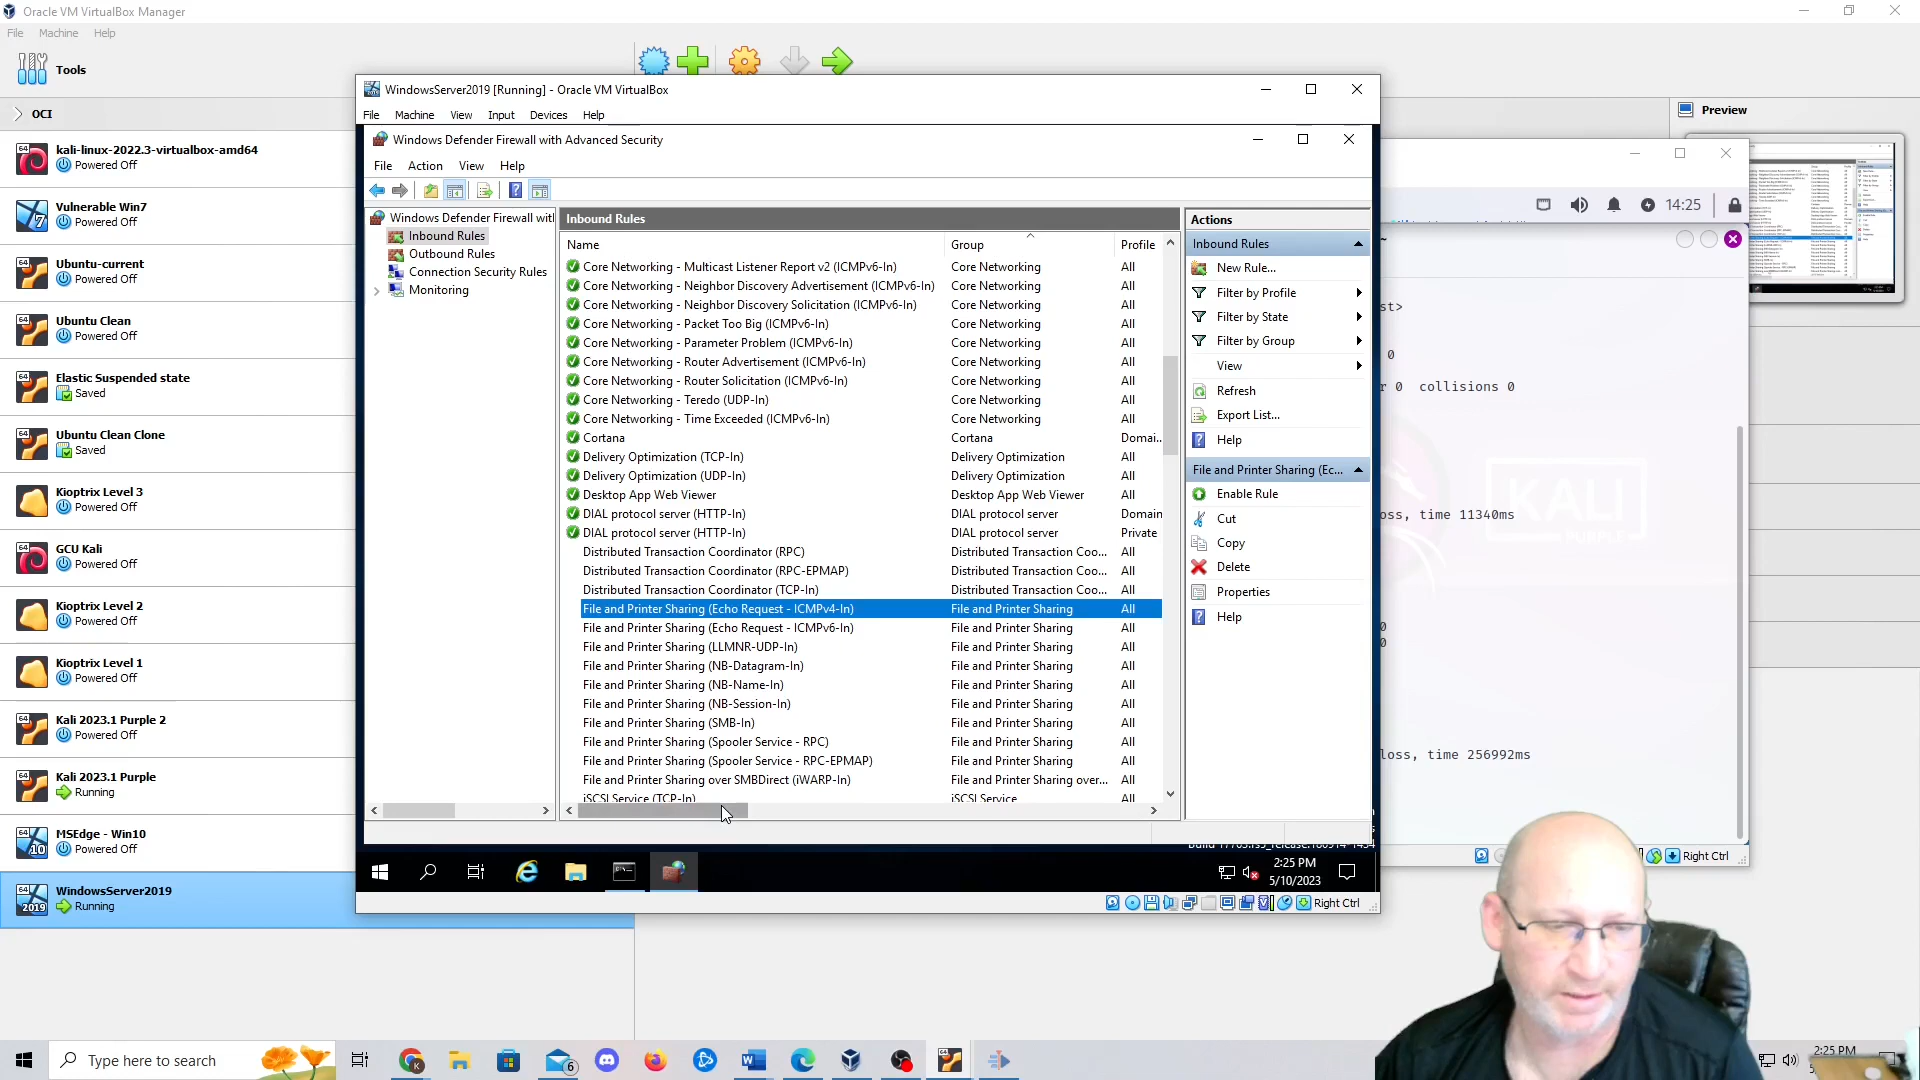 Oracle VM VirtualBox Manager
File Machine Help
Tools
OCI
kali-linux-2022.3-virtualbox-amd64
Powered Off
Vulnerable Win7
Powered Off
Ubuntu-current
Powered Off
Ubuntu Clean
Powered Off
Elastic Suspended state
Saved
Ubuntu Clean Clone
Saved
Kioptrix Level 3
Powered Off
GCU Kali
Powered Off
Kioptrix Level 2
Powered Off
Kioptrix Level 1
Powered Off
Kali 2023.1 Purple 2
Powered Off
Kali 2023.1 Purple
Running
MSEdge - Win10
Powered Off
WindowsServer2019
Running
WindowsServer2019 [Running] - Oracle VM VirtualBox
File Machine View Input Devices Help
Windows Defender Firewall with Advanced Security
File Action View Help
Windows Defender Firewall with
Inbound Rules
Outbound Rules
Connection Security Rules
Monitoring
Inbound Rules
Name Group Profile
Core Networking - Multicast Listener Report v2 (ICMPv6-In) Core Networking All
Core Networking - Neighbor Discovery Advertisement (ICMPv6-In) Core Networking All
Core Networking - Neighbor Discovery Solicitation (ICMPv6-In) Core Networking All
Core Networking - Packet Too Big (ICMPv6-In) Core Networking All
Core Networking - Parameter Problem (ICMPv6-In) Core Networking All
Core Networking - Router Advertisement (ICMPv6-In) Core Networking All
Core Networking - Router Solicitation (ICMPv6-In) Core Networking All
Core Networking - Teredo (UDP-In) Core Networking All
Core Networking - Time Exceeded (ICMPv6-In) Core Networking All
Cortana Cortana Domai...
Delivery Optimization (TCP-In) Delivery Optimization All
Delivery Optimization (UDP-In) Delivery Optimization All
Desktop App Web Viewer Desktop App Web Viewer All
DIAL protocol server (HTTP-In) DIAL protocol server Domain
DIAL protocol server (HTTP-In) DIAL protocol server Private
Distributed Transaction Coordinator (RPC) Distributed Transaction Coo... All
Distributed Transaction Coordinator (RPC-EPMAP) Distributed Transaction Coo... All
Distributed Transaction Coordinator (TCP-In) Distributed Transaction Coo... All
File and Printer Sharing (Echo Request - ICMPv4-In) File and Printer Sharing All
File and Printer Sharing (Echo Request - ICMPv6-In) File and Printer Sharing All
File and Printer Sharing (LLMNR-UDP-In) File and Printer Sharing All
File and Printer Sharing (NB-Datagram-In) File and Printer Sharing All
File and Printer Sharing (NB-Name-In) File and Printer Sharing All
File and Printer Sharing (NB-Session-In) File and Printer Sharing All
File and Printer Sharing (SMB-In) File and Printer Sharing All
File and Printer Sharing (Spooler Service - RPC) File and Printer Sharing All
File and Printer Sharing (Spooler Service - RPC-EPMAP) File and Printer Sharing All
File and Printer Sharing over SMBDirect (iWARP-In) File and Printer Sharing over... All
iSCSI Service (TCP-In) iSCSI Service All
Actions
Inbound Rules
New Rule...
Filter by Profile
Filter by State
Filter by Group
View
Refresh
Export List...
Help
File and Printer Sharing (Ec...
Enable Rule
Cut
Copy
Delete
Properties
Help
2:25 PM
5/10/2023
Right Ctrl
Preview
14:25
st>
0
r 0 collisions 0
oss, time 11340ms
KALI
PURPLE
0
0
loss, time 256992ms
Right Ctrl
Type here to search
6
2:25 PM